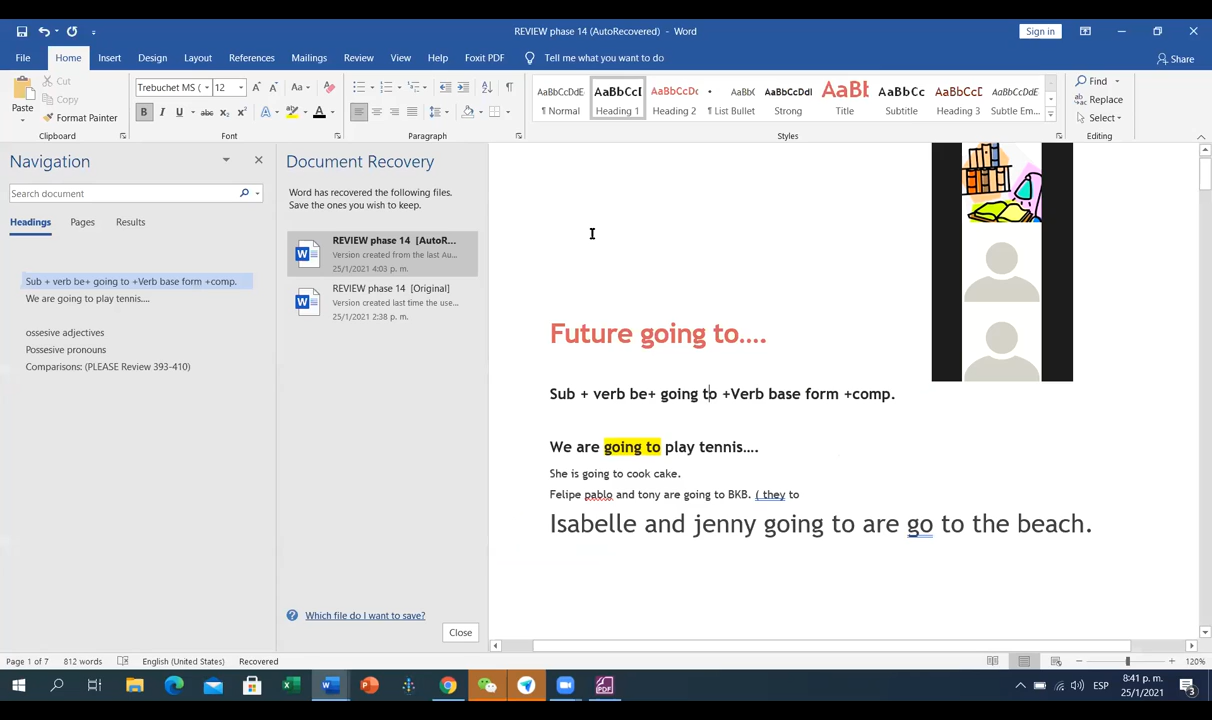 REVIEW phase 14 (AutoRecovered) - Word
Sign in
File Home Insert Design Layout References Mailings Review View Help Foxit PDF Tell me what you want to do
Share
Paste
Cut
Copy
Format Painter
Clipboard
Trebuchet MS ( 12
Font
Paragraph
AaBbCcDdE AaBbCcI AaBbCcDc AaBbC AaBbCcDdI AaBb AaBbCc AaBbCcDd AaBbCcDdE
¶ Normal Heading 1 Heading 2 ¶ List Bullet Strong Title Subtitle Heading 3 Subtle Em...
Styles
Find
Replace
Select
Editing
Navigation
Search document
Headings Pages Results
Sub + verb be+ going to +Verb base form +comp.
We are going to play tennis....
ossesive adjectives
Possesive pronouns
Comparisons: (PLEASE Review 393-410)
Document Recovery
Word has recovered the following files.
Save the ones you wish to keep.
REVIEW phase 14 [AutoR...
Version created from the last Au...
25/1/2021 4:03 p. m.
REVIEW phase 14 [Original]
Version created last time the use...
25/1/2021 2:38 p. m.
Which file do I want to save?
Close
Future going to....
Sub + verb be+ going to +Verb base form +comp.
We are going to play tennis....
She is going to cook cake.
Felipe pablo and tony are going to BKB. ( they to
Isabelle and jenny going to are go to the beach.
Page 1 of 7 812 words English (United States) Recovered
120%
ESP
8:41 p. m.
25/1/2021
3